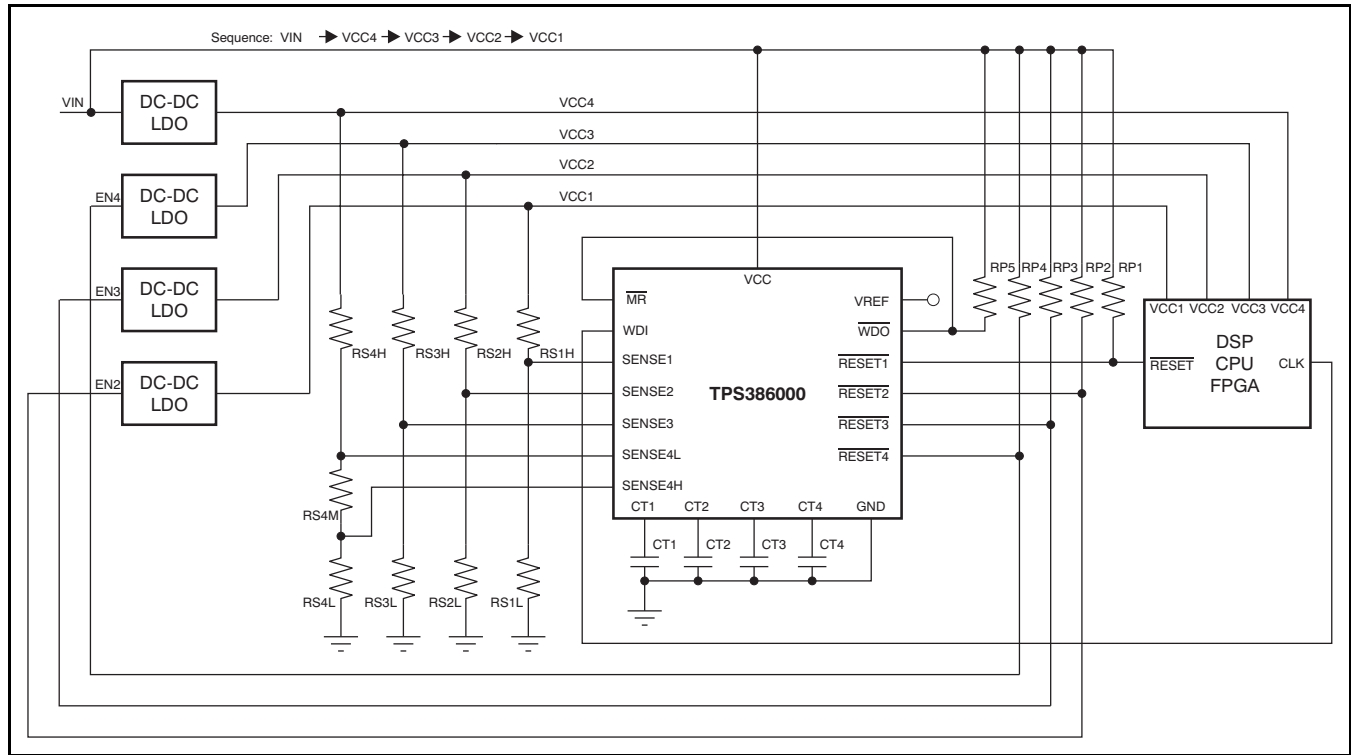 Sequence: VIN → VCC4 → VCC3 → VCC2 → VCC1
VIN
DC-DC
LDO
VCC4
VCC3
VCC2
VCC1
EN4
DC-DC
LDO
EN3
DC-DC
LDO
EN2
DC-DC
LDO
RS4H
RS3H
RS2H
RS1H
RS4M
RS4L
RS3L
RS2L
RS1L
VCC
MR
WDI
SENSE1
SENSE2
SENSE3
SENSE4L
SENSE4H
TPS386000
VREF
WDO
RESET1
RESET2
RESET3
RESET4
CT1 CT2 CT3 CT4 GND
CT1 CT2 CT3 CT4
RP5 RP4 RP3 RP2 RP1
VCC1 VCC2 VCC3 VCC4
DSP
CPU
FPGA
RESET
CLK